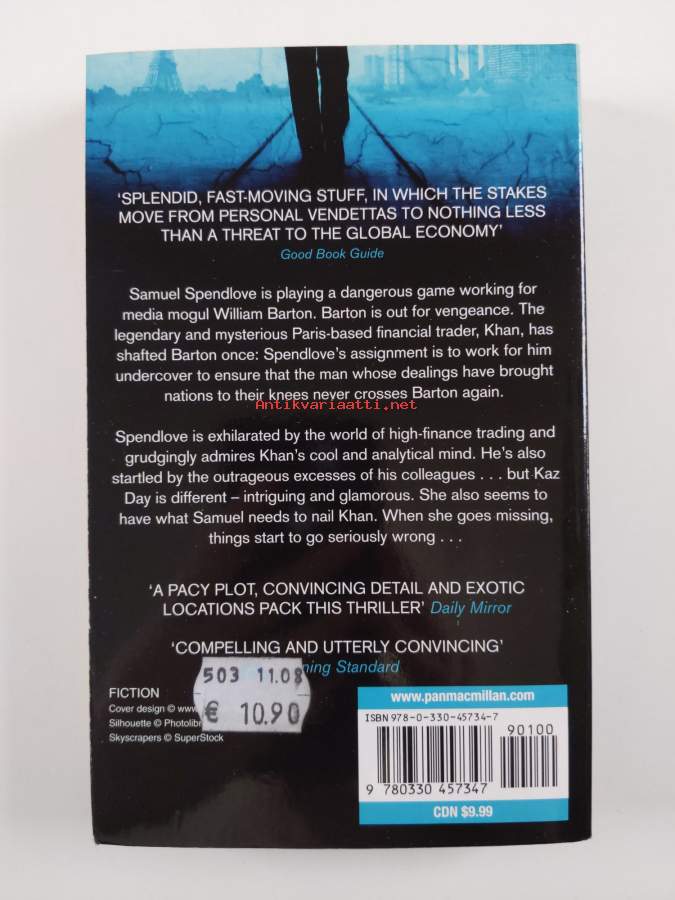 ‘SPLENDID, FAST-MOVING STUFF, IN WHICH THE STAKES
MOVE FROM PERSONAL VENDETTAS TO NOTHING LESS
THAN A THREAT TO THE GLOBAL ECONOMY’
Good Book Guide
Samuel Spendlove is playing a dangerous game working for
media mogul William Barton. Barton is out for vengeance. The
legendary and mysterious Paris-based financial trader, Khan, has
shafted Barton once: Spendlove’s assignment is to work for him
undercover to ensure that the man whose dealings have brought
nations to their knees never crosses Barton again.
Antikvariaatti.net
Spendlove is exhilarated by the world of high-finance trading and
grudgingly admires Khan’s cool and analytical mind. He’s also
startled by the outrageous excesses of his colleagues . . . but Kaz
Day is different – intriguing and glamorous. She also seems to
have what Samuel needs to nail Khan. When she goes missing,
things start to go seriously wrong . . .
‘A PACY PLOT, CONVINCING DETAIL AND EXOTIC
LOCATIONS PACK THIS THRILLER’ Daily Mirror
‘COMPELLING AND UTTERLY CONVINCING’
Standard
503 11.08
€ 10.90
FICTION
Cover design © www
Silhouette ©
Skyscrapers © SuperStock
www.panmacmillan.com
ISBN 978-0-330-45734-7
90100
9 780330 457347
CDN $9.99